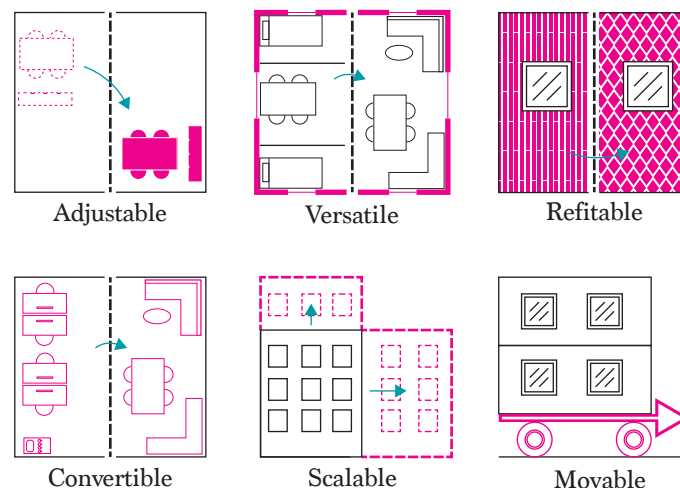 Adjustable
Versatile
Refitable
Convertible
Scalable
Movable